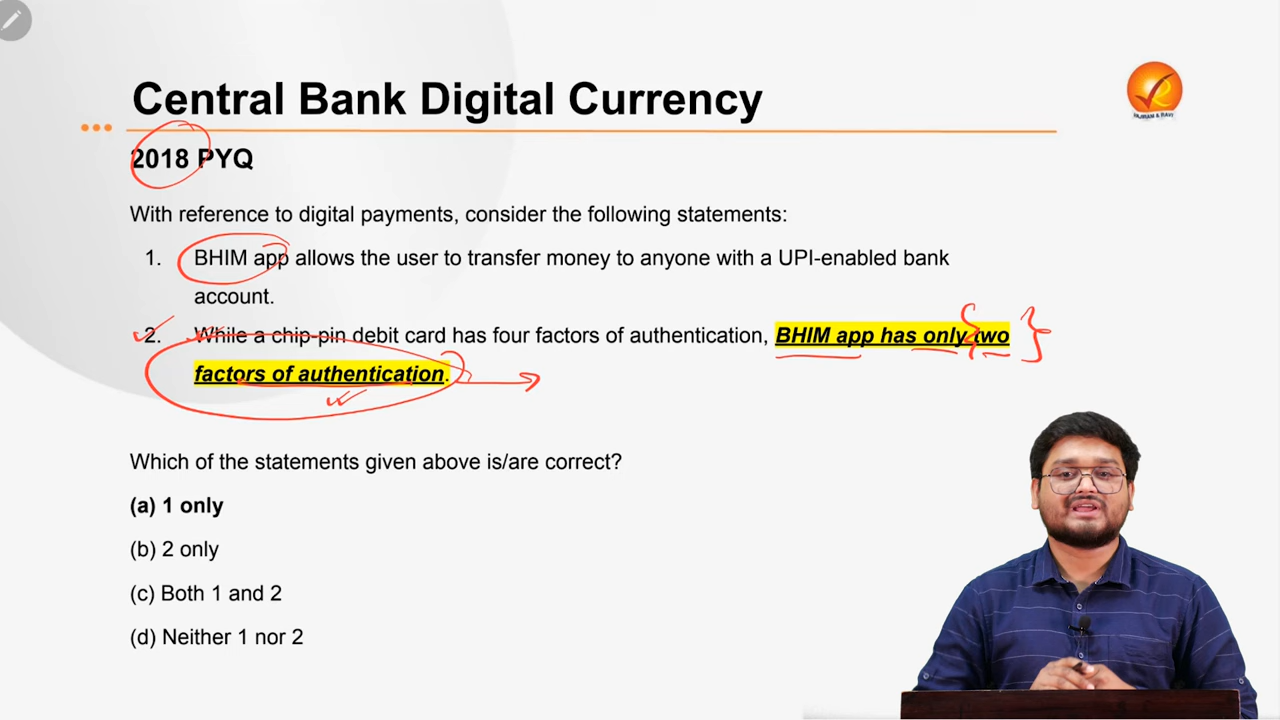 Central Bank Digital Currency
VAJIRAM & RAVI
2018 PYQ
With reference to digital payments, consider the following statements:
1. BHIM app allows the user to transfer money to anyone with a UPI-enabled bank
account.
2. While a chip-pin debit card has four factors of authentication, BHIM app has only two
factors of authentication.
Which of the statements given above is/are correct?
(a) 1 only
(b) 2 only
(c) Both 1 and 2
(d) Neither 1 nor 2